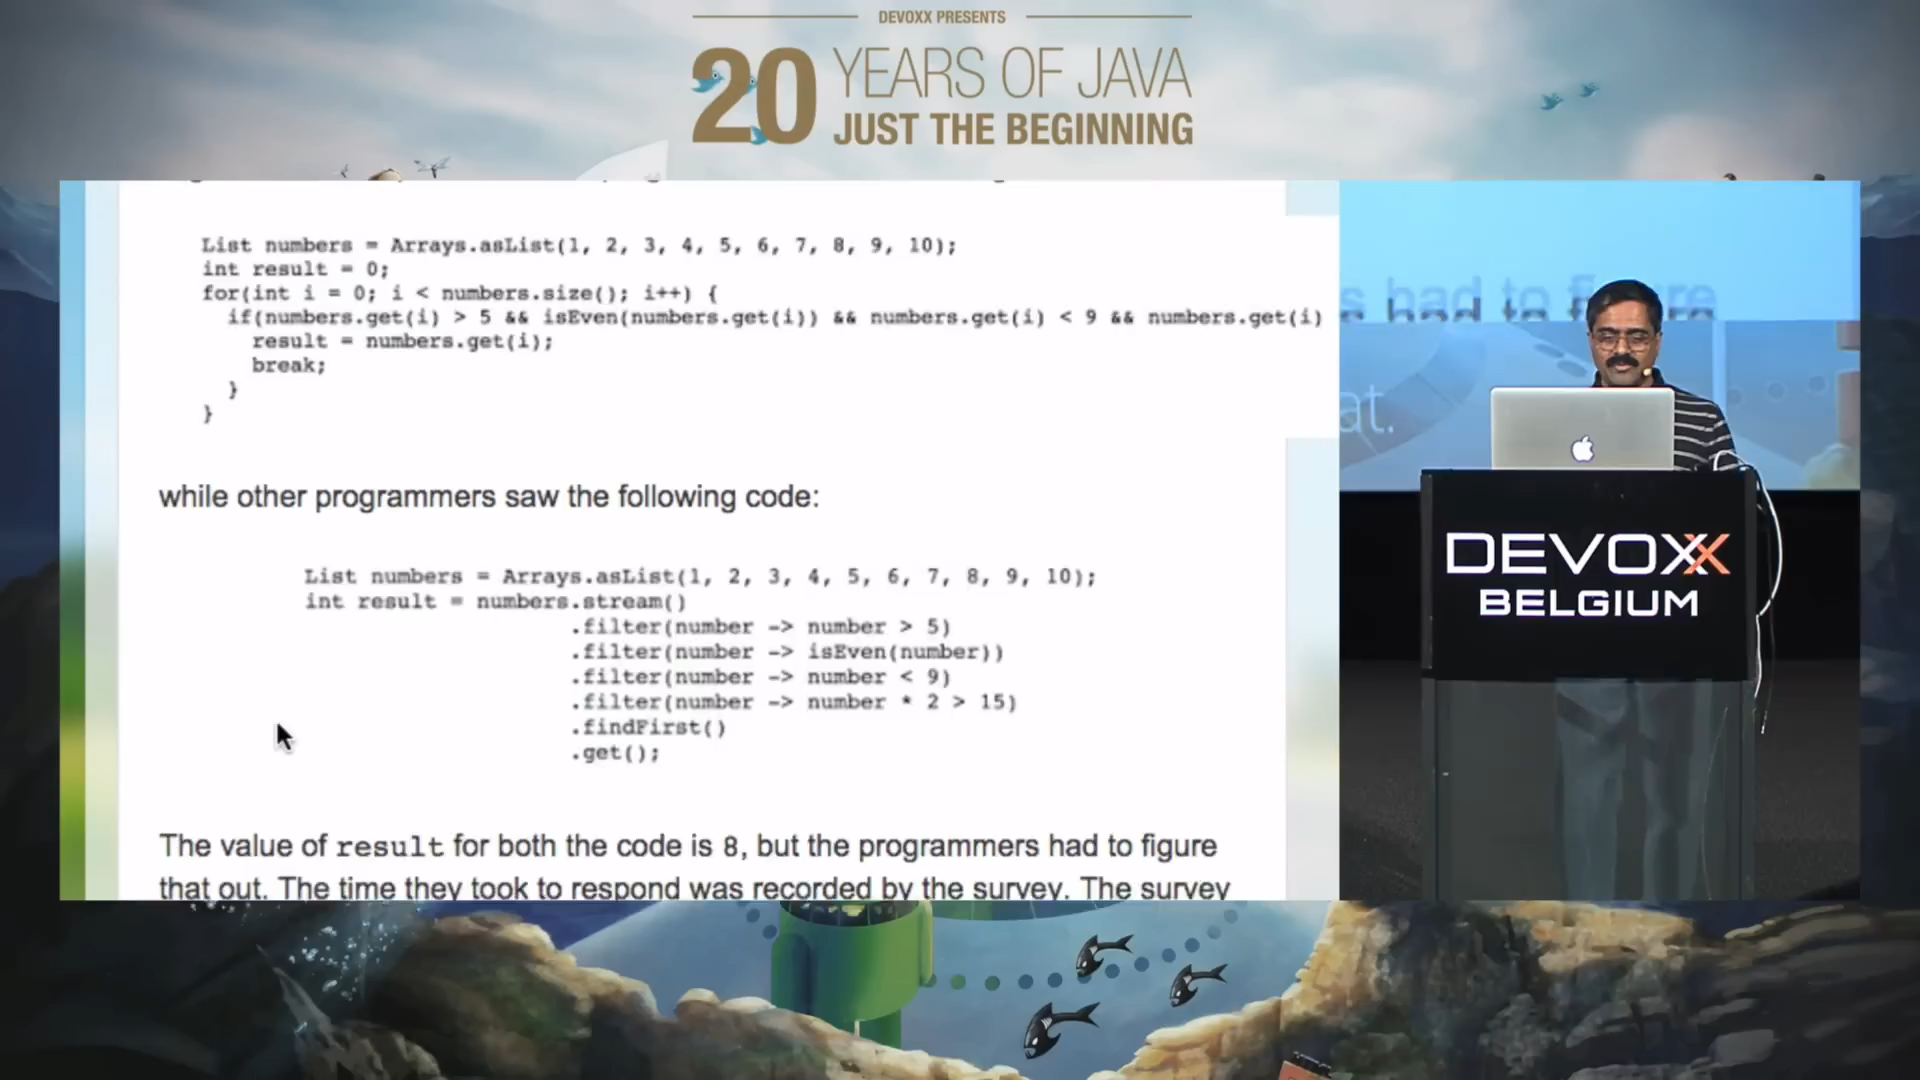 DEVOXX PRESENTS
20 YEARS OF JAVA
JUST THE BEGINNING
List numbers = Arrays.asList(1, 2, 3, 4, 5, 6, 7, 8, 9, 10);
int result = 0;
for(int i = 0; i < numbers.size(); i++) {
if(numbers.get(i) > 5 && isEven(numbers.get(i)) && numbers.get(i) < 9 && numbers.get(i)
result = numbers.get(i);
break;
}
}
while other programmers saw the following code:
List numbers = Arrays.asList(1, 2, 3, 4, 5, 6, 7, 8, 9, 10);
int result = numbers.stream()
.filter(number -> number > 5)
.filter(number -> isEven(number))
.filter(number -> number < 9)
.filter(number -> number * 2 > 15)
.findFirst()
.get();
The value of result for both the code is 8, but the programmers had to figure
that out. The time they took to respond was recorded by the survey. The survey
s had to figure
at.
DEVOXX
BELGIUM